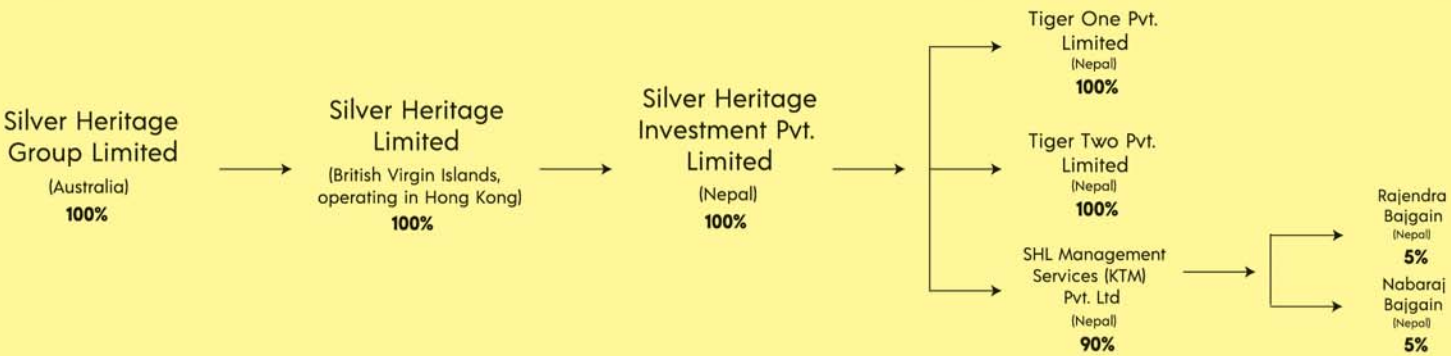 Silver Heritage
Group Limited
(Australia)
100%
Silver Heritage
Limited
(British Virgin Islands,
operating in Hong Kong)
100%
Silver Heritage
Investment Pvt.
Limited
(Nepal)
100%
Tiger One Pvt.
Limited
(Nepal)
100%
Tiger Two Pvt.
Limited
(Nepal)
100%
SHL Management
Services (KTM)
Pvt. Ltd
(Nepal)
90%
Rajendra
Bajgain
(Nepal)
5%
Nabaraj
Bajgain
(Nepal)
5%